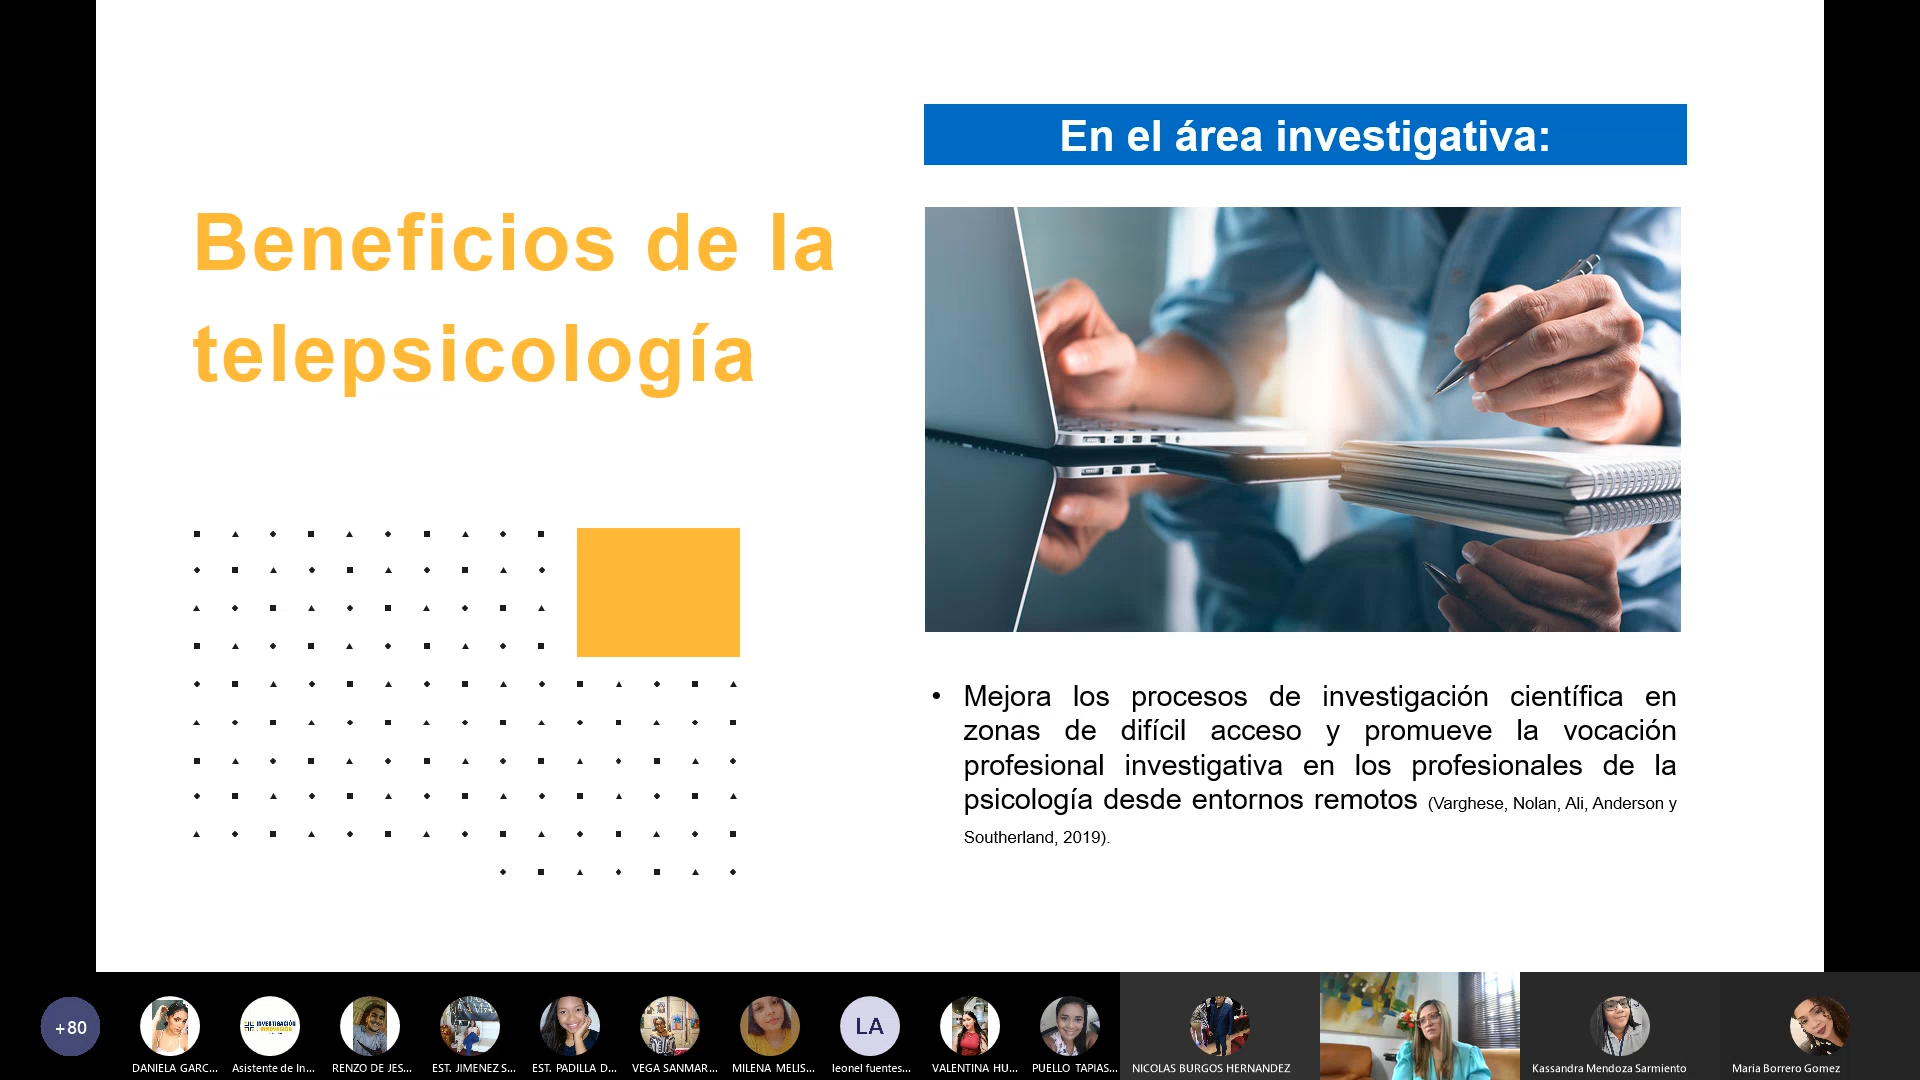 En el área investigativa:
Beneficios de la
telepsicología
• Mejora los procesos de investigación científica en
zonas de difícil acceso y promueve la vocación
profesional investigativa en los profesionales de la
psicología desde entornos remotos (Varghese, Nolan, Ali, Anderson y
Southerland, 2019).
+80
INVESTIGACIÓN
LA
DANIELA GARC...
Asistente de In...
RENZO DE JES...
EST. JIMENEZ S...
EST. PADILLA D...
VEGA SANMAR...
MILENA MELIS...
leonel fuentes...
VALENTINA HU...
PUELLO TAPIAS...
NICOLAS BURGOS HERNANDEZ
Kassandra Mendoza Sarmiento
Maria Borrero Gomez